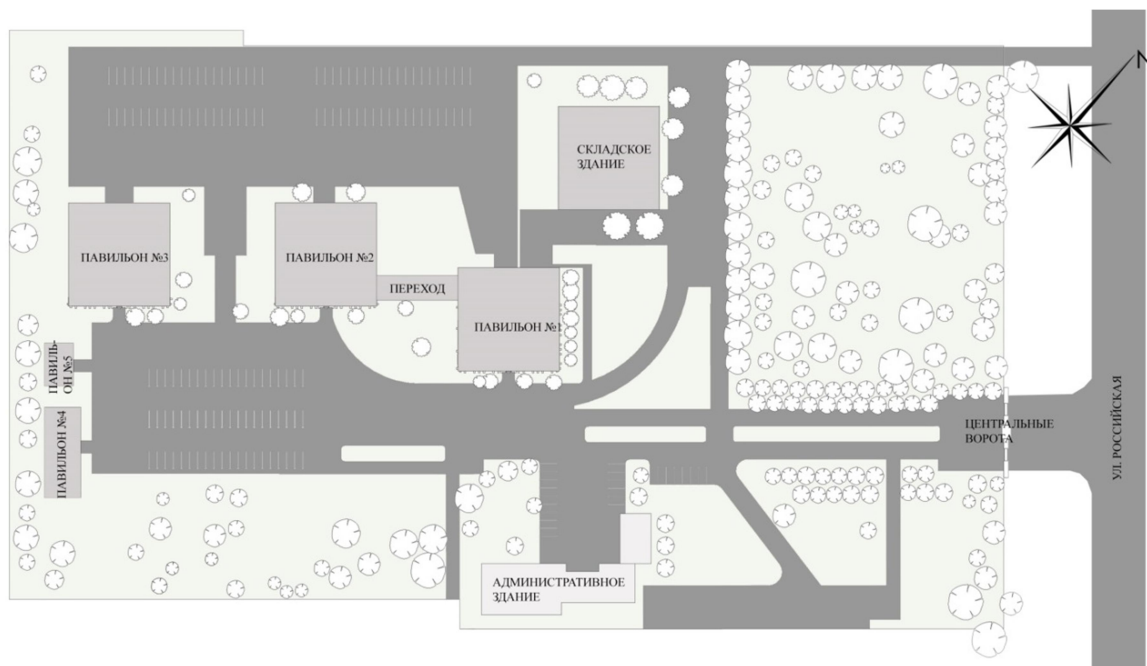 N
СКЛАДСКОЕ
ЗДАНИЕ
ПАВИЛЬОН №3
ПАВИЛЬОН №2
ПЕРЕХОД
ПАВИЛЬОН №1
ПАВИЛЬ-
ОН №5
ПАВИЛЬОН №4
ЦЕНТРАЛЬНЫЕ
ВОРОТА
УЛ. РОССИЙСКАЯ
АДМИНИСТРАТИВНОЕ
ЗДАНИЕ